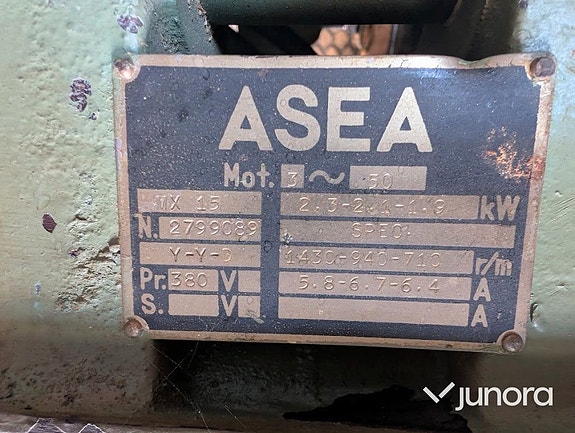 ASEA
Mot. 3 ~ 50
MX 15 2.3-2.1-1.9 kW
N. 2799089 SPEC.
Y-Y-D 1430-940-710 r/m
Pr. 380 V 5.8-6.7-6.4 A
S. V A
junora